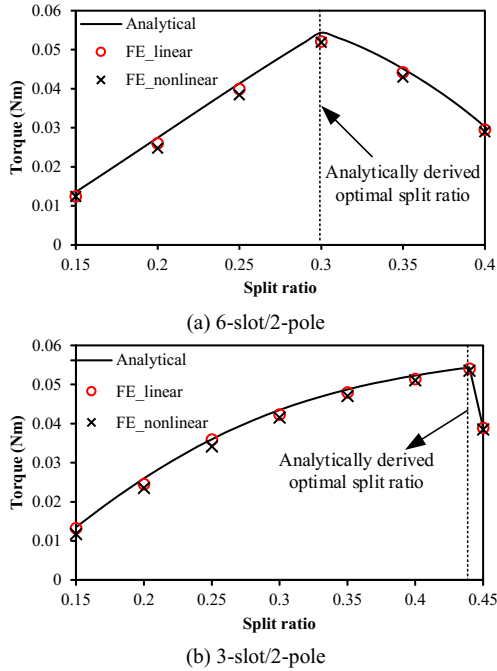 0.06
0.05
0.04
0.03
0.02
0.01
0
Torque (Nm)
Analytical
FE_linear
FE_nonlinear
Analytically derived
optimal split ratio
0.15 0.2 0.25 0.3 0.35 0.4
Split ratio
(a) 6-slot/2-pole
0.06
0.05
0.04
0.03
0.02
0.01
0
Torque (Nm)
Analytical
FE_linear
FE_nonlinear
Analytically derived
optimal split ratio
0.15 0.2 0.25 0.3 0.35 0.4 0.45
Split ratio
(b) 3-slot/2-pole